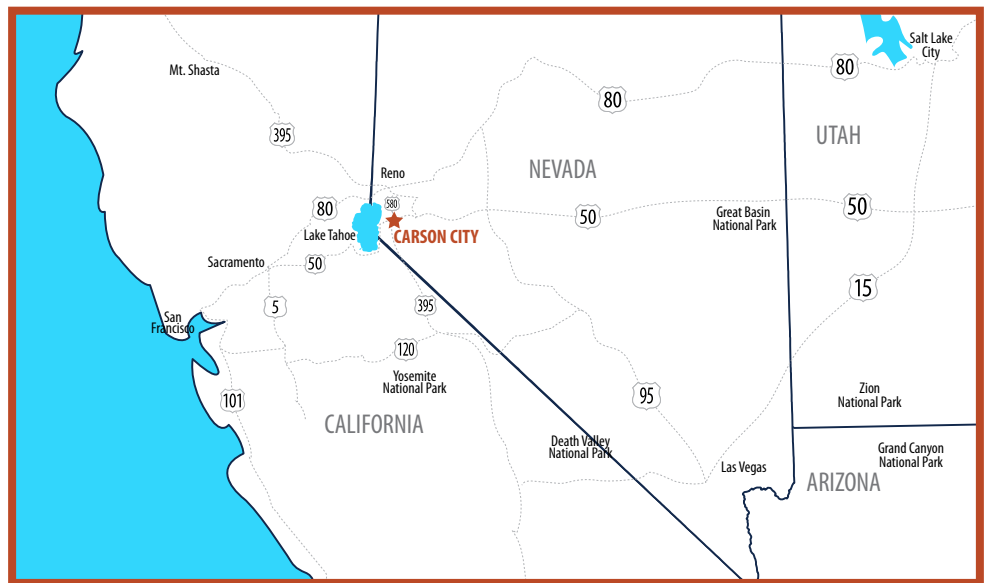 Salt Lake
City
Mt. Shasta
80
80
395
UTAH
NEVADA
Reno
580
80
50
50
Great Basin
National Park
Lake Tahoe
CARSON CITY
Sacramento
50
15
5
395
San
Francisco
120
Yosemite
National Park
Zion
National Park
95
101
CALIFORNIA
Death Valley
National Park
Grand Canyon
National Park
Las Vegas
ARIZONA